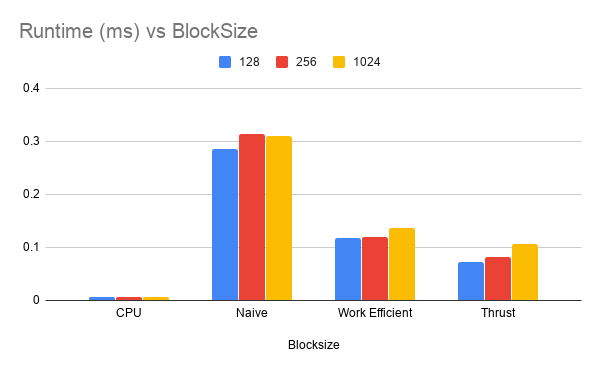 Runtime (ms) vs BlockSize
128 256 1024
0.4
0.3
0.2
0.1
0
CPU Naive Work Efficient Thrust
Blocksize